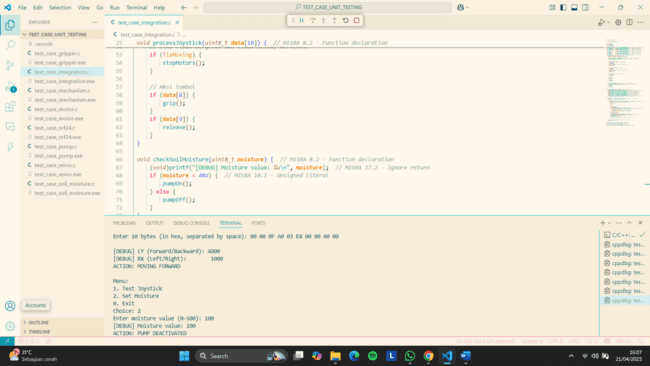 File Edit Selection View Go Run Terminal Help
TEST_CASE_UNIT_TESTING
EXPLORER
TEST_CASE_UNIT_TESTING
.vscode
test_case_gripper.c
test_case_gripper.exe
test_case_integration.c
test_case_integration.exe
test_case_mechanism.c
test_case_mechanism.exe
test_case_motor.c
test_case_motor.exe
test_case_nrf24.c
test_case_nrf24.exe
test_case_pump.c
test_case_pump.exe
test_case_servo.c
test_case_servo.exe
test_case_soil_moisture.c
test_case_soil_moisture.exe
Accounts
OUTLINE
TIMELINE
test_case_integration.c
test_case_integration.c > ...
25 void processJoystick(uint8_t data[10]) { // MISRA 8.2 - Function declaration
53 if (!isMoving)
54 stopMotors();
55 }
56
57 // Aksi tombol
58 if (data[8]) {
59 grip();
60 }
61 if (data[9]) {
62 release();
63 }
64 }
65
66 void checkSoilMoisture(uint8_t moisture) { // MISRA 8.2 - Function declaration
67 (void)printf("[DEBUG] Moisture value: %u\n", moisture); // MISRA 17.7 - Ignore return
68 if (moisture < 40U) { // MISRA 10.1 - Unsigned literal
69 pumpOn();
70 } else {
71 pumpOff();
72 }
PROBLEMS OUTPUT DEBUG CONSOLE TERMINAL PORTS
Enter 10 bytes (in hex, separated by space): 00 00 0F A0 03 E8 00 00 00 00
[DEBUG] LY (Forward/Backward): 4000
[DEBUG] RX (Left/Right): 1000
ACTION: MOVING FORWARD
Menu:
1. Test Joystick
2. Set Moisture
0. Exit
Choice: 2
Enter moisture value (0-100): 100
[DEBUG] Moisture value: 100
ACTION: PUMP DEACTIVATED
C/C++: ...
cppdbg: tes...
cppdbg: tes...
cppdbg: tes...
cppdbg: tes...
cppdbg: tes...
cppdbg: tes...
31°C
Sebagian cerah
Search
16:07
21/04/2025